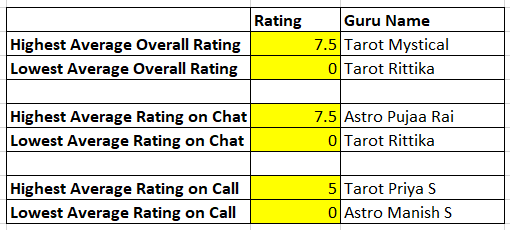 Rating Guru Name
Highest Average Overall Rating 7.5 Tarot Mystical
Lowest Average Overall Rating 0 Tarot Rittika
Highest Average Rating on Chat 7.5 Astro Pujaa Rai
Lowest Average Rating on Chat 0 Tarot Rittika
Highest Average Rating on Call 5 Tarot Priya S
Lowest Average Rating on Call 0 Astro Manish S